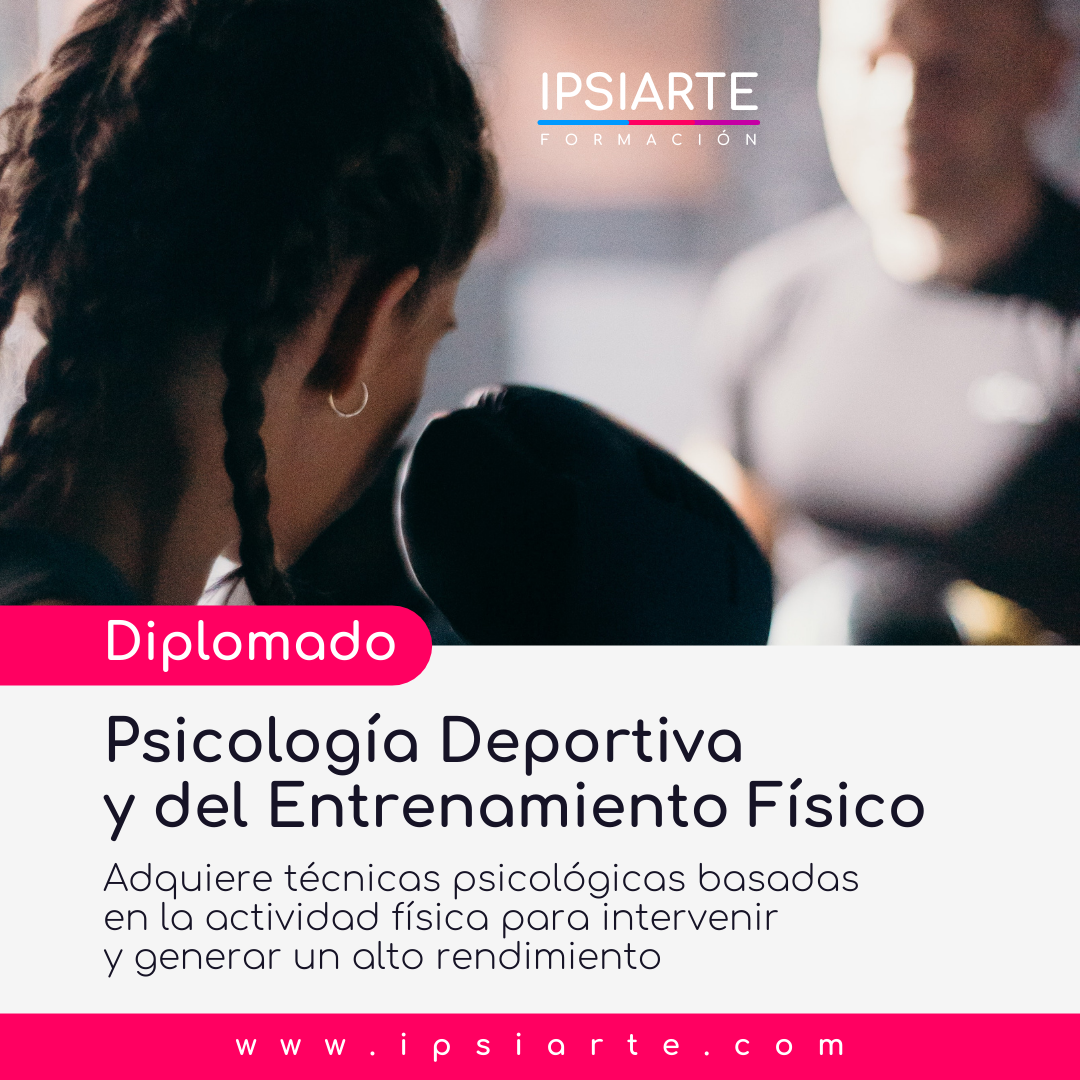 IPSIARTE
FORMACIÓN
Diplomado
Psicología Deportiva
y del Entrenamiento Físico
Adquiere técnicas psicológicas basadas
en la actividad física para intervenir
y generar un alto rendimiento
www.ipsiarte.com